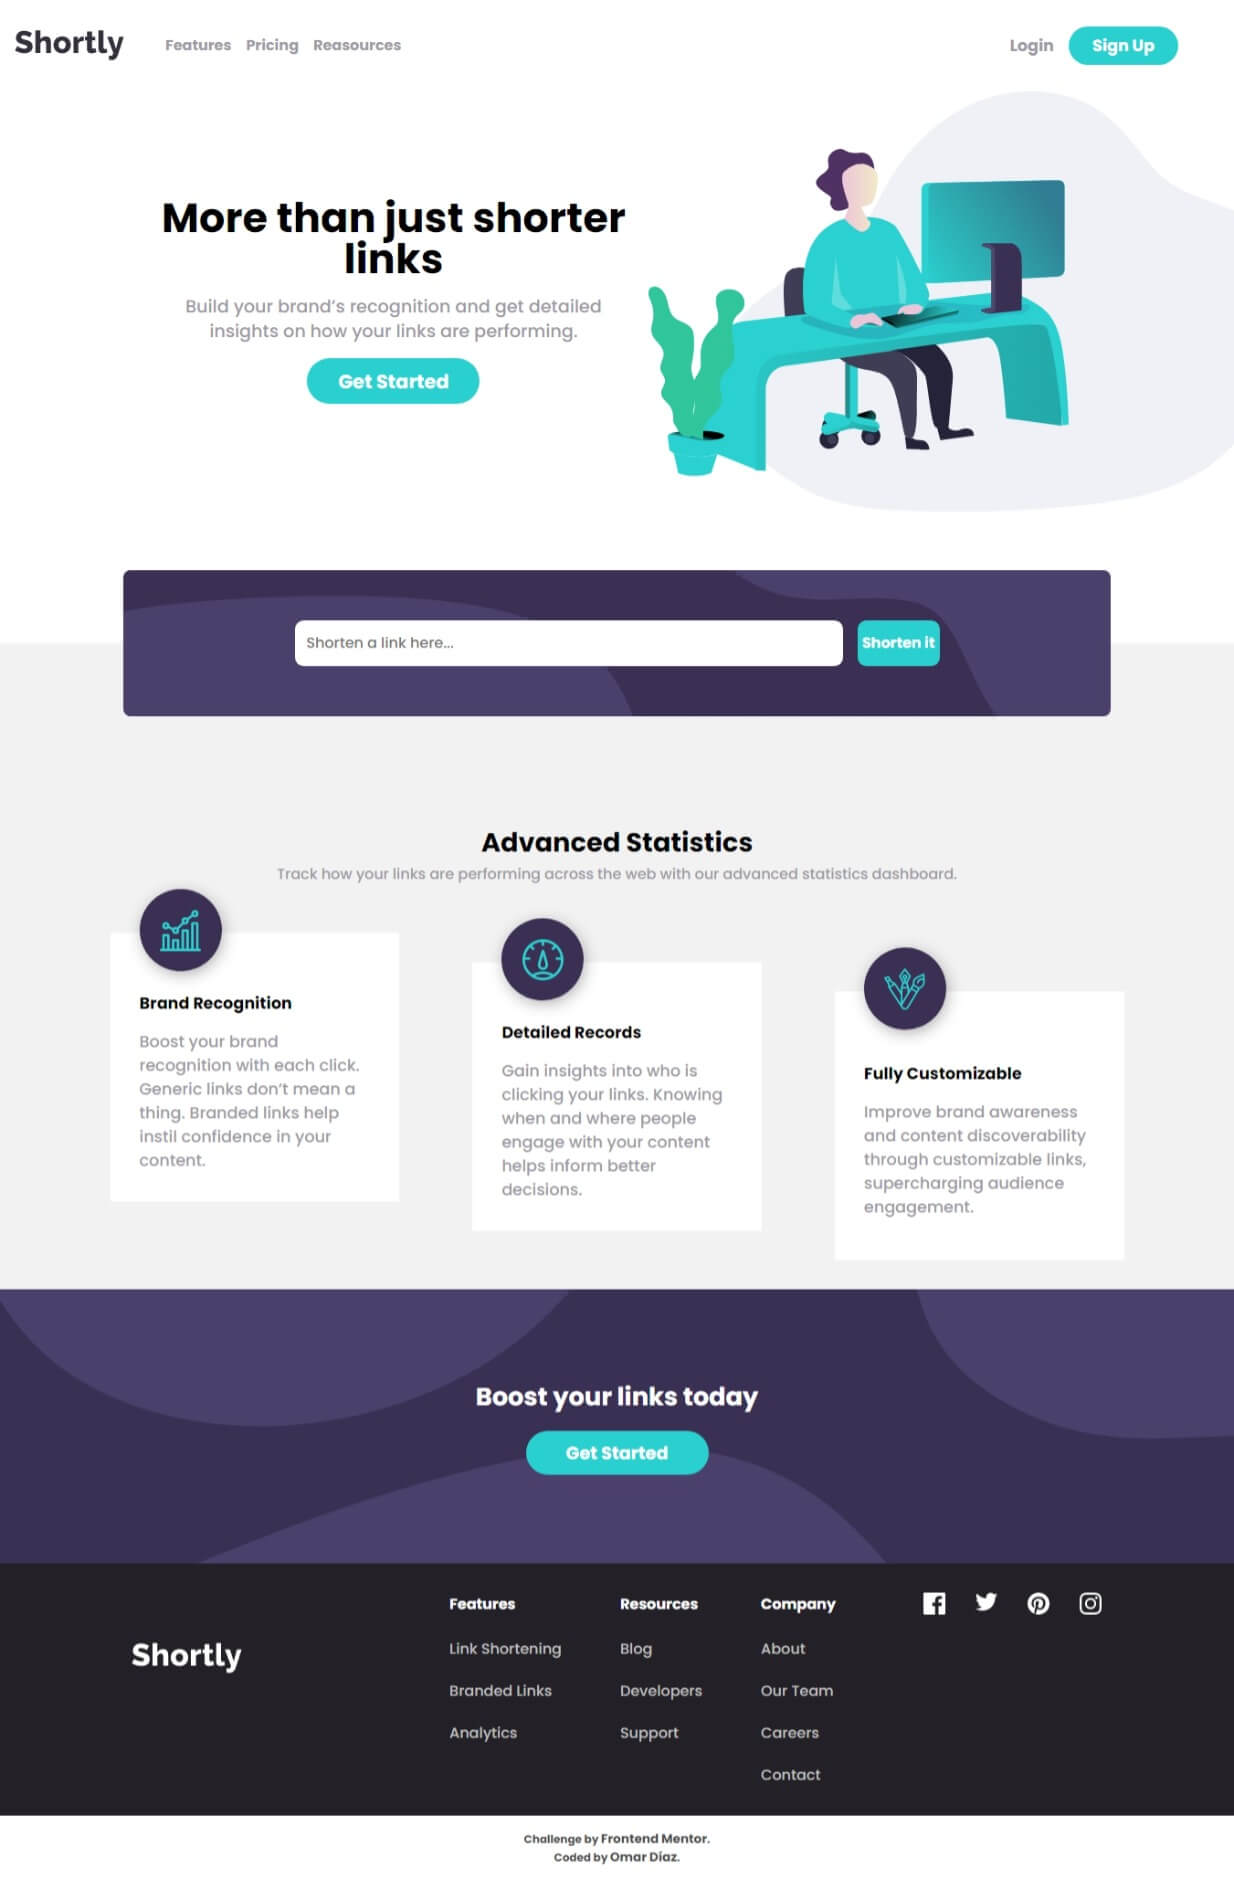 Shortly
Features Pricing Reasources
Login Sign Up
More than just shorter
links
Build your brand's recognition and get detailed
insights on how your links are performing.
Get Started
Shorten a link here...
Shorten it
Advanced Statistics
Track how your links are performing across the web with our advanced statistics dashboard.
Brand Recognition
Boost your brand
recognition with each click.
Generic links don't mean a
thing. Branded links help
instil confidence in your
content.
Detailed Records
Gain insights into who is
clicking your links. Knowing
when and where people
engage with your content
helps inform better
decisions.
Fully Customizable
Improve brand awareness
and content discoverability
through customizable links,
supercharging audience
engagement.
Boost your links today
Get Started
Shortly
Features
Link Shortening
Branded Links
Analytics
Resources
Blog
Developers
Support
Company
About
Our Team
Careers
Contact
Challenge by Frontend Mentor.
Coded by Omar Díaz.